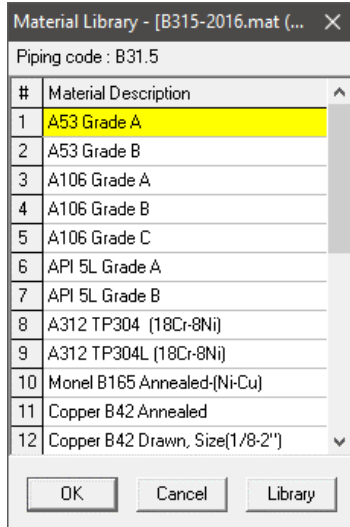 Material Library - [B315-2016.mat (...
Piping code : B31.5
# Material Description
1 A53 Grade A
2 A53 Grade B
3 A106 Grade A
4 A106 Grade B
5 A106 Grade C
6 API 5L Grade A
7 API 5L Grade B
8 A312 TP304 (18Cr-8Ni)
9 A312 TP304L (18Cr-8Ni)
10 Monel B165 Annealed-(Ni-Cu)
11 Copper B42 Annealed
12 Copper B42 Drawn, Size(1/8-2")
OK Cancel Library